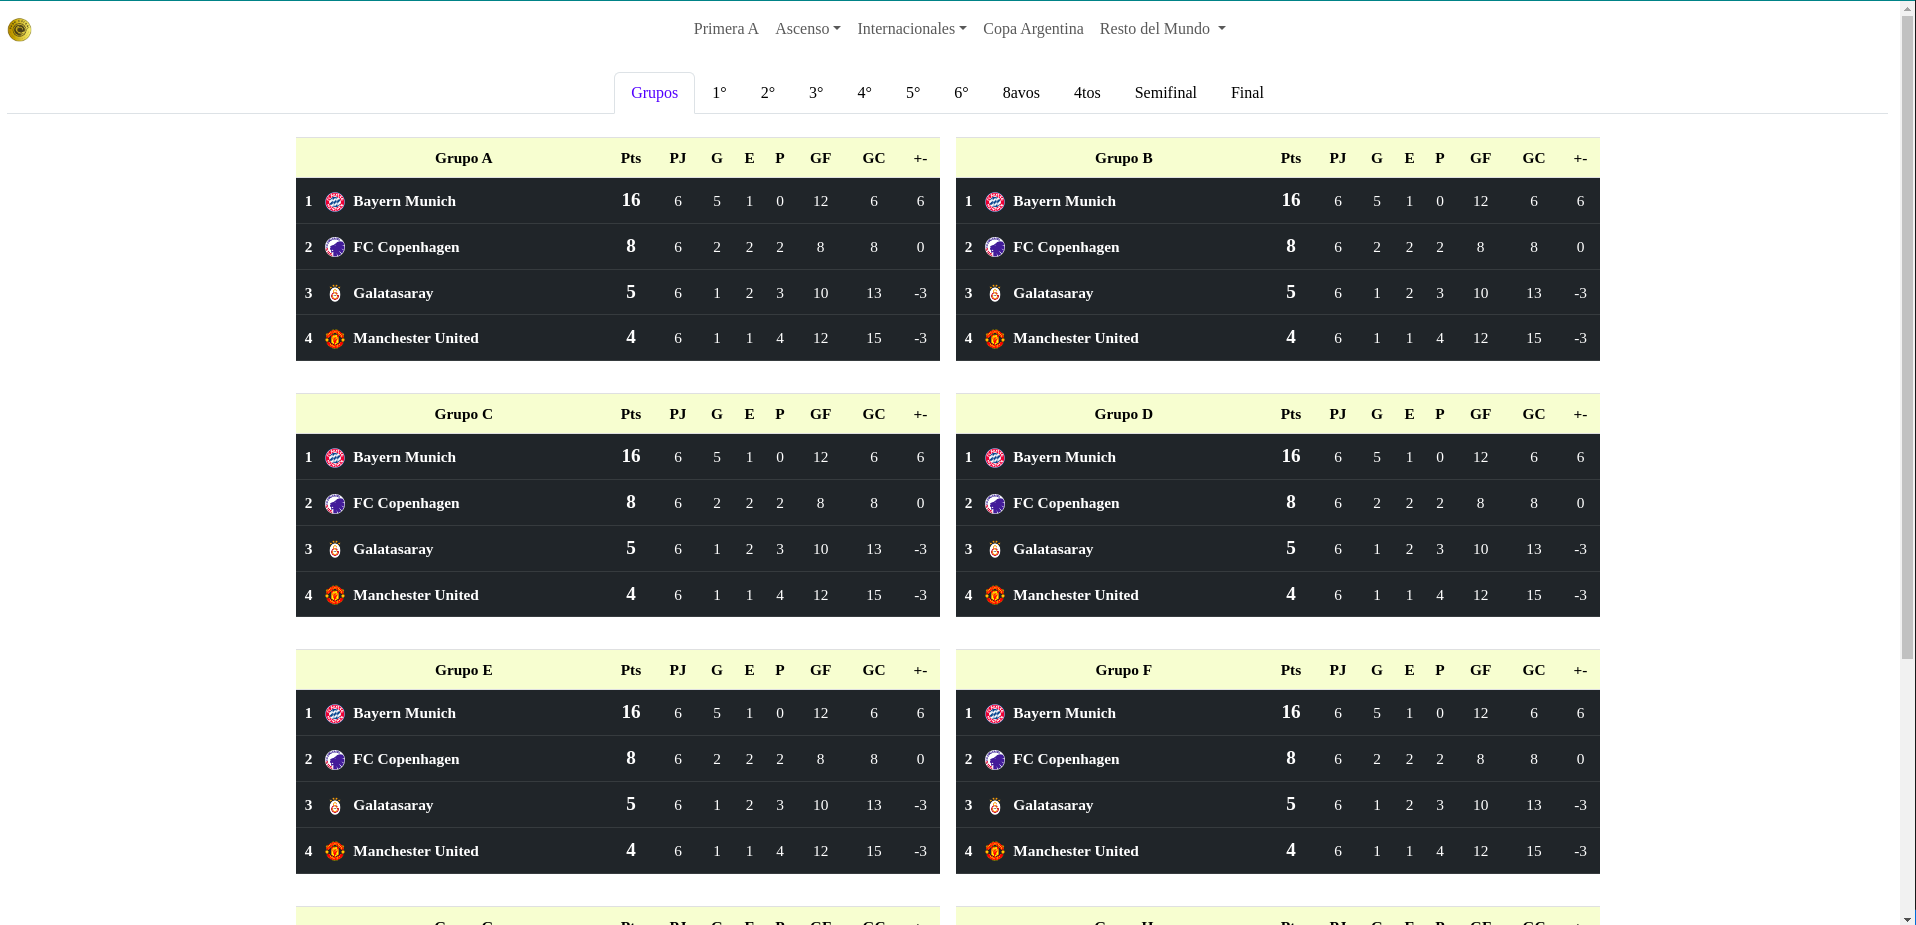 Primera A Ascenso Internacionales Copa Argentina Resto del Mundo
Grupos 1° 2° 3° 4° 5° 6° 8avos 4tos Semifinal Final
Grupo A Pts PJ G E P GF GC +-
1 Bayern Munich 16 6 5 1 0 12 6 6
2 FC Copenhagen 8 6 2 2 2 8 8 0
3 Galatasaray 5 6 1 2 3 10 13 -3
4 Manchester United 4 6 1 1 4 12 15 -3
Grupo B Pts PJ G E P GF GC +-
1 Bayern Munich 16 6 5 1 0 12 6 6
2 FC Copenhagen 8 6 2 2 2 8 8 0
3 Galatasaray 5 6 1 2 3 10 13 -3
4 Manchester United 4 6 1 1 4 12 15 -3
Grupo C Pts PJ G E P GF GC +-
1 Bayern Munich 16 6 5 1 0 12 6 6
2 FC Copenhagen 8 6 2 2 2 8 8 0
3 Galatasaray 5 6 1 2 3 10 13 -3
4 Manchester United 4 6 1 1 4 12 15 -3
Grupo D Pts PJ G E P GF GC +-
1 Bayern Munich 16 6 5 1 0 12 6 6
2 FC Copenhagen 8 6 2 2 2 8 8 0
3 Galatasaray 5 6 1 2 3 10 13 -3
4 Manchester United 4 6 1 1 4 12 15 -3
Grupo E Pts PJ G E P GF GC +-
1 Bayern Munich 16 6 5 1 0 12 6 6
2 FC Copenhagen 8 6 2 2 2 8 8 0
3 Galatasaray 5 6 1 2 3 10 13 -3
4 Manchester United 4 6 1 1 4 12 15 -3
Grupo F Pts PJ G E P GF GC +-
1 Bayern Munich 16 6 5 1 0 12 6 6
2 FC Copenhagen 8 6 2 2 2 8 8 0
3 Galatasaray 5 6 1 2 3 10 13 -3
4 Manchester United 4 6 1 1 4 12 15 -3